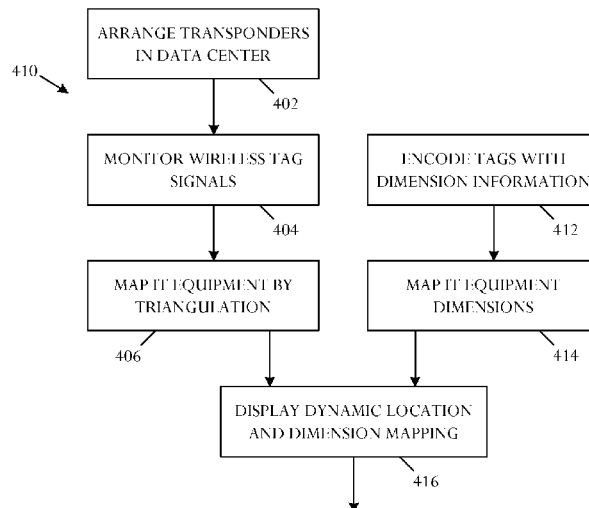 ARRANGE TRANSPONDERS
IN DATA CENTER
410
402
MONITOR WIRELESS TAG
SIGNALS
404
ENCODE TAGS WITH
DIMENSION INFORMATION
412
MAP IT EQUIPMENT BY
TRIANGULATION
406
MAP IT EQUIPMENT
DIMENSIONS
414
DISPLAY DYNAMIC LOCATION
AND DIMENSION MAPPING
416